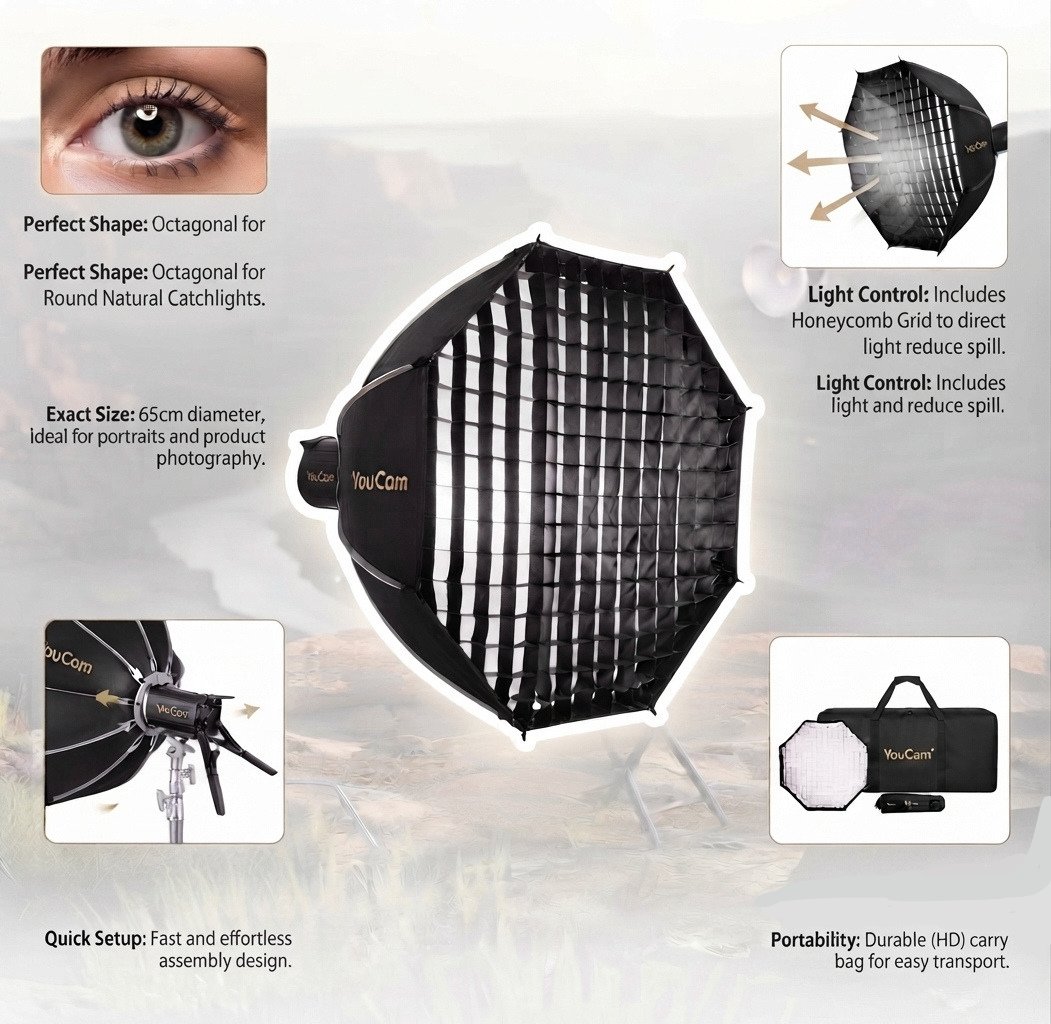 Perfect Shape: Octagonal for
Perfect Shape: Octagonal for
Round Natural Catchlights.
Exact Size: 65cm diameter,
ideal for portraits and product
photography.
YouCam
Light Control: Includes
Honeycomb Grid to direct
light reduce spill.
Light Control: Includes
light and reduce spill.
ouCam
Quick Setup: Fast and effortless
assembly design.
YouCam
Portability: Durable (HD) carry
bag for easy transport.